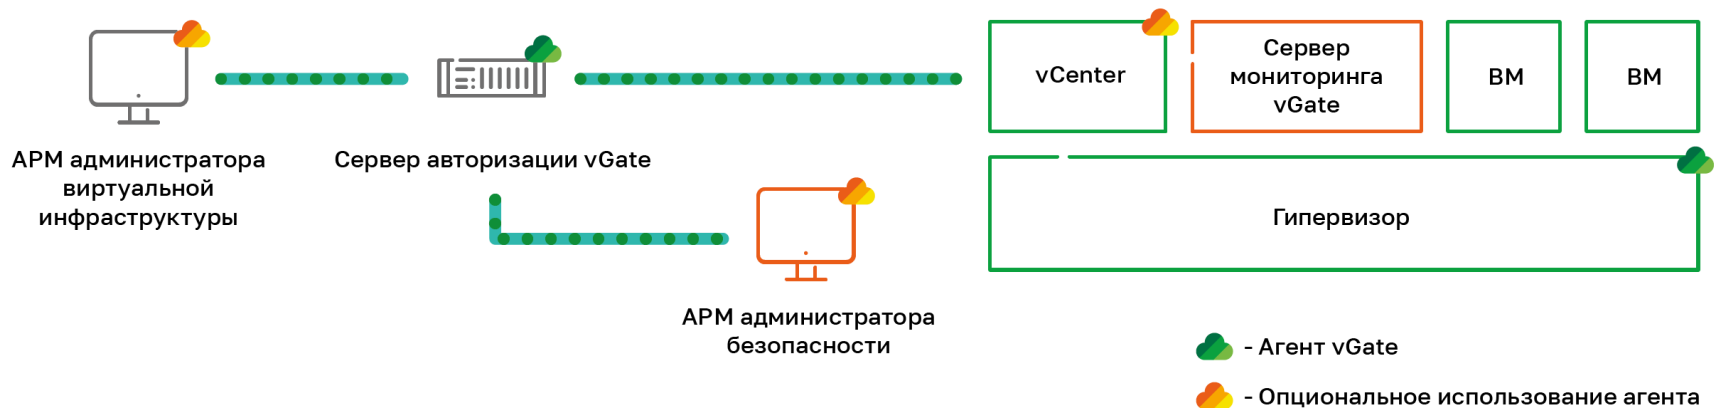 АРМ администратора
виртуальной
инфраструктуры
Сервер авторизации vGate
АРМ администратора
безопасности
vCenter
Сервер
мониторинга
vGate
ВМ
ВМ
Гипервизор
- Агент vGate
- Опциональное использование агента